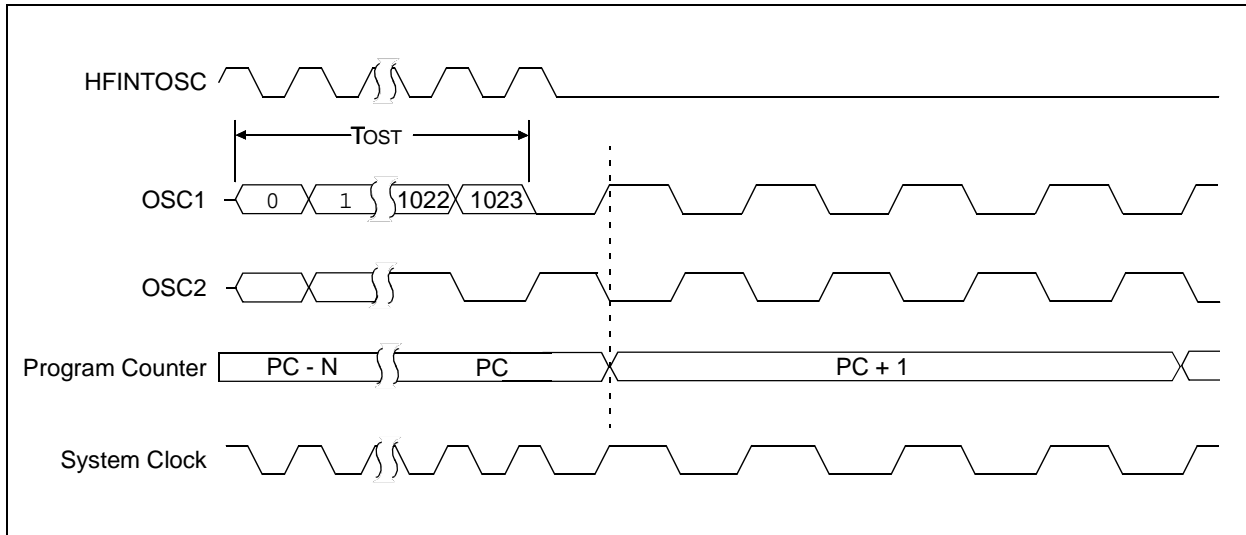 HFINTOSC
TOST
OSC1 0 1 1022 1023
OSC2
Program Counter PC - N PC PC + 1
System Clock